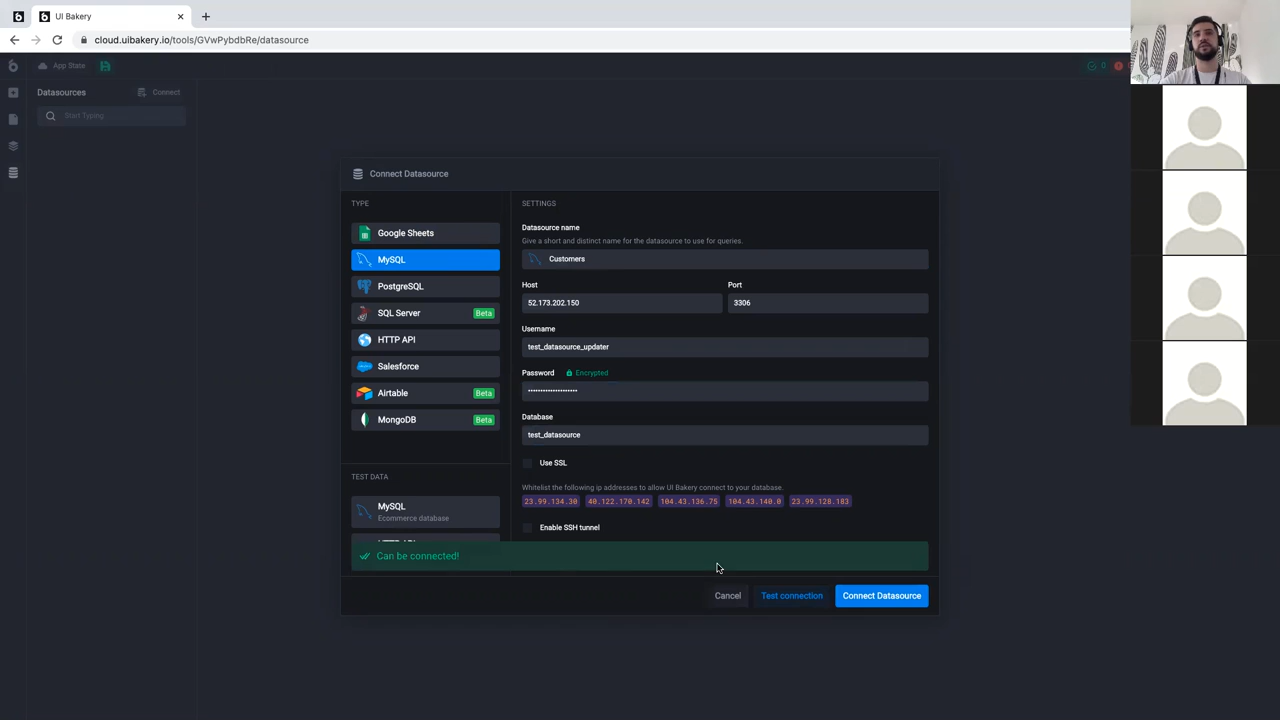 UI Bakery
cloud.uibakery.io/tools/GVwPybdbRe/datasource
App State
0
Datasources
Connect
Start Typing
Connect Datasource
TYPE
Google Sheets
MySQL
PostgreSQL
SQL Server Beta
HTTP API
Salesforce
Airtable Beta
MongoDB Beta
TEST DATA
MySQL
Ecommerce database
SETTINGS
Datasource name
Give a short and distinct name for the datasource to use for queries.
Customers
Host Port
52.173.202.150 3306
Username
test_datasource_updater
Password Encrypted
Database
test_datasource
Use SSL
Whitelist the following ip addresses to allow UI Bakery connect to your database.
23.99.134.30 40.122.170.142 104.43.136.75 104.43.140.0 23.99.128.183
Enable SSH tunnel
Can be connected!
Cancel Test connection Connect Datasource